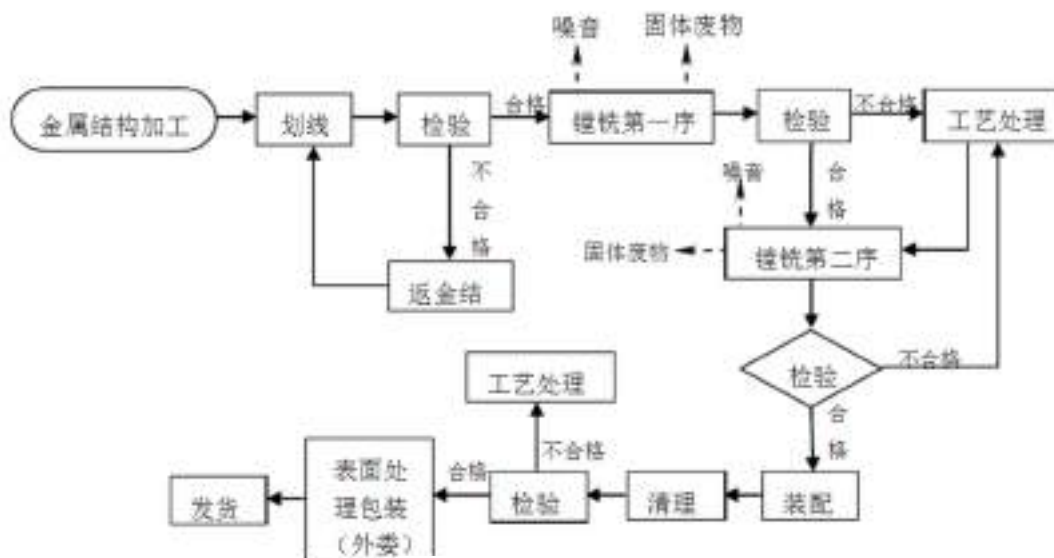 噪音
固体废物
金属结构加工
划线
检验
合格
镗铣第一序
检验
不合格
工艺处理
不合格
合格
噪音
固体废物
镗铣第二序
返金结
检验
不合格
工艺处理
合格
不合格
合格
表面处
理包装
（外委）
发货
检验
清理
装配